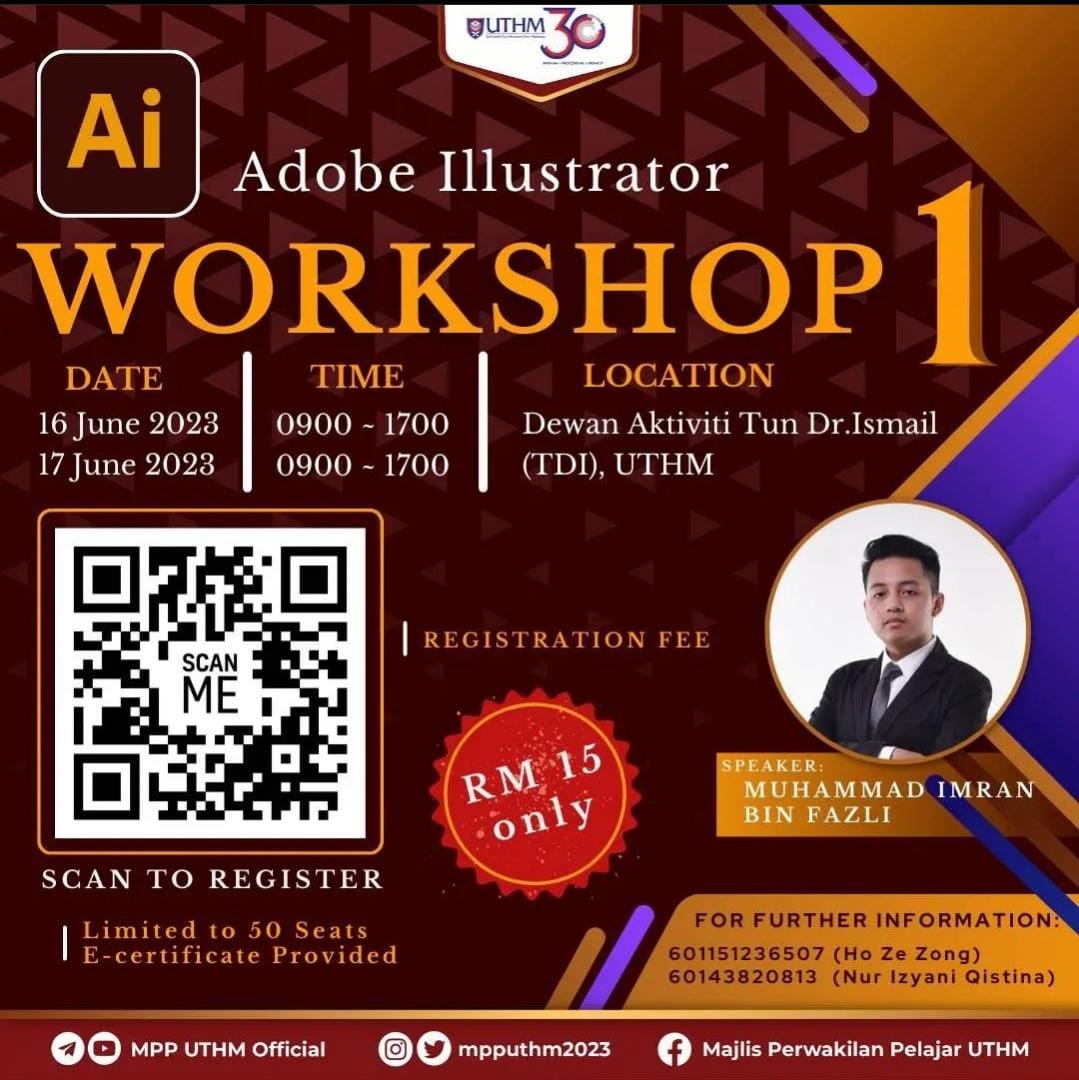 UTHM 30
Ai
Adobe Illustrator
WORKSHOP 1
DATE
16 June 2023
17 June 2023
TIME
0900 ~ 1700
0900 ~ 1700
LOCATION
Dewan Aktiviti Tun Dr.Ismail
(TDI), UTHM
SCAN
ME
SCAN TO REGISTER
Limited to 50 Seats
E-certificate Provided
REGISTRATION FEE
RM 15
only
SPEAKER:
MUHAMMAD IMRAN
BIN FAZLI
FOR FURTHER INFORMATION:
601151236507 (Ho Ze Zong)
60143820813 (Nur Izyani Qistina)
MPP UTHM Official
mpputhm2023
Majlis Perwakilan Pelajar UTHM